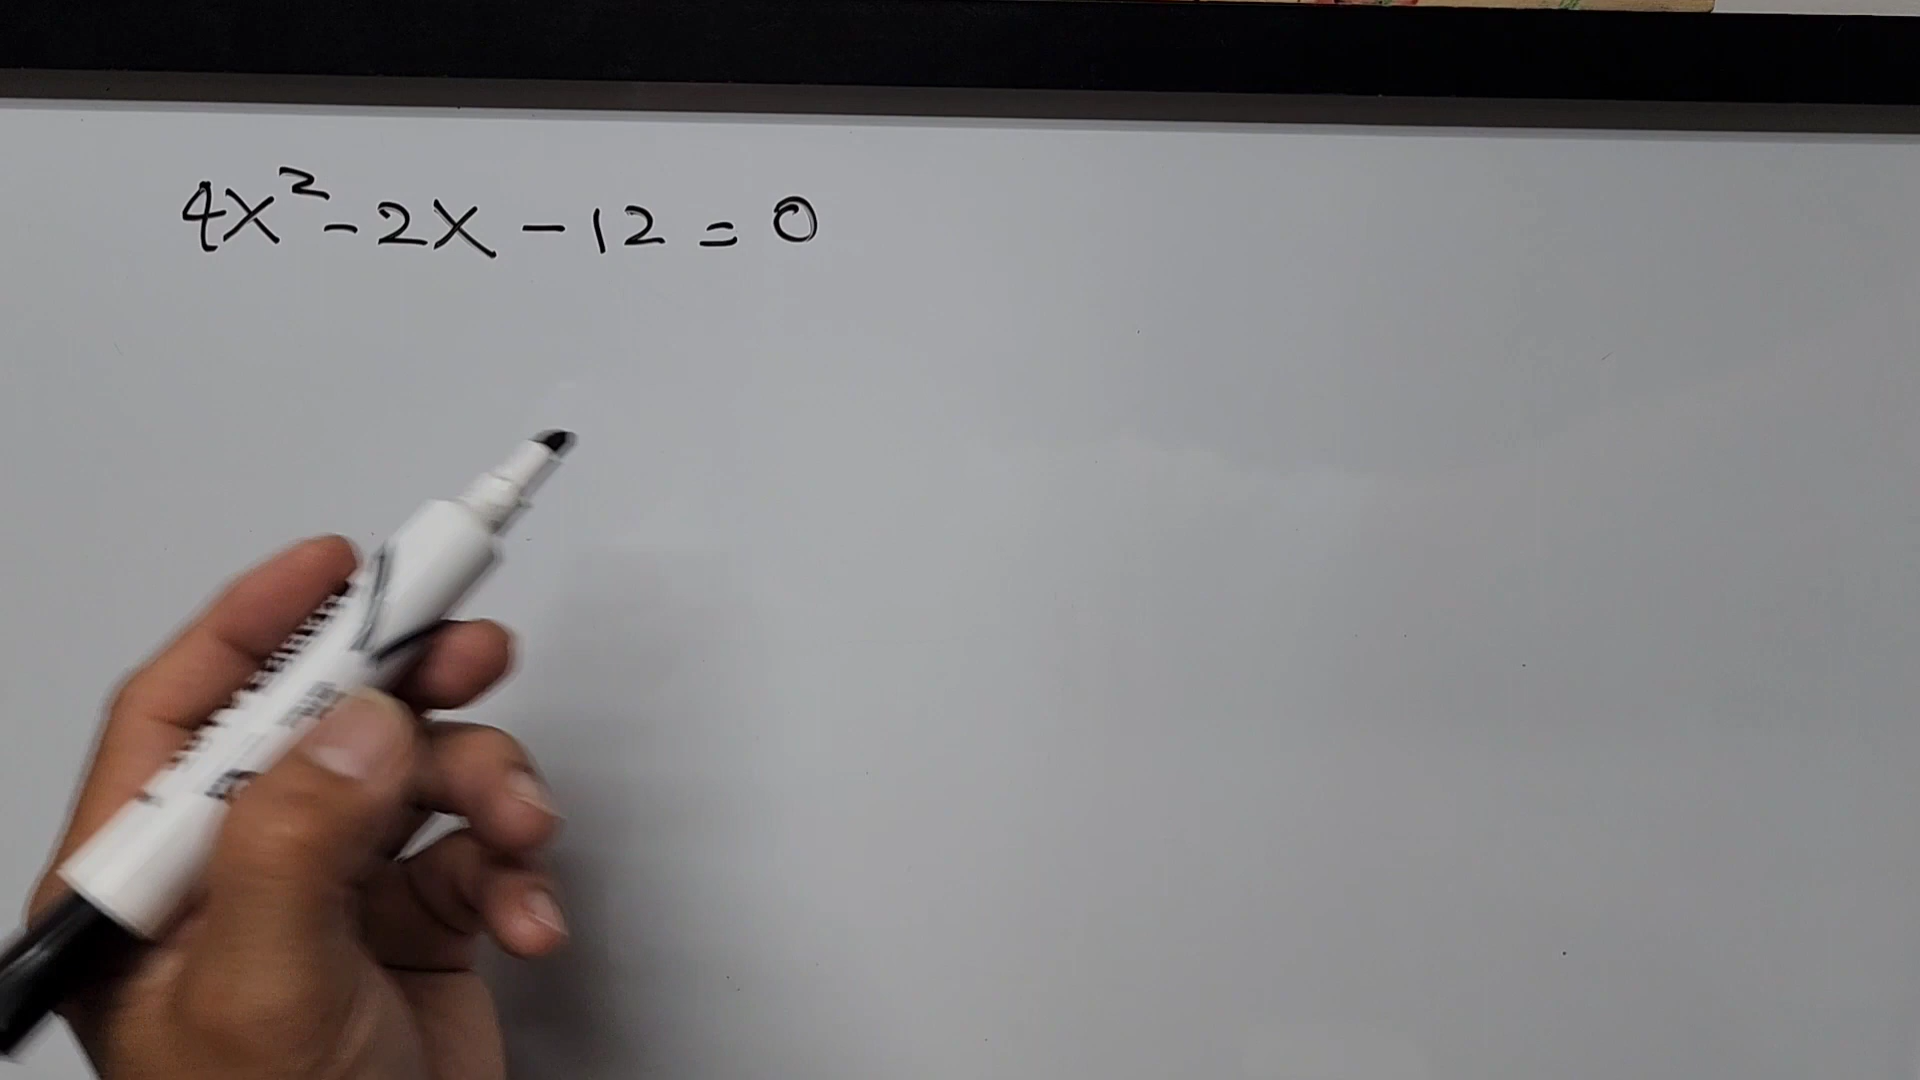 4x² - 2x - 12 = 0